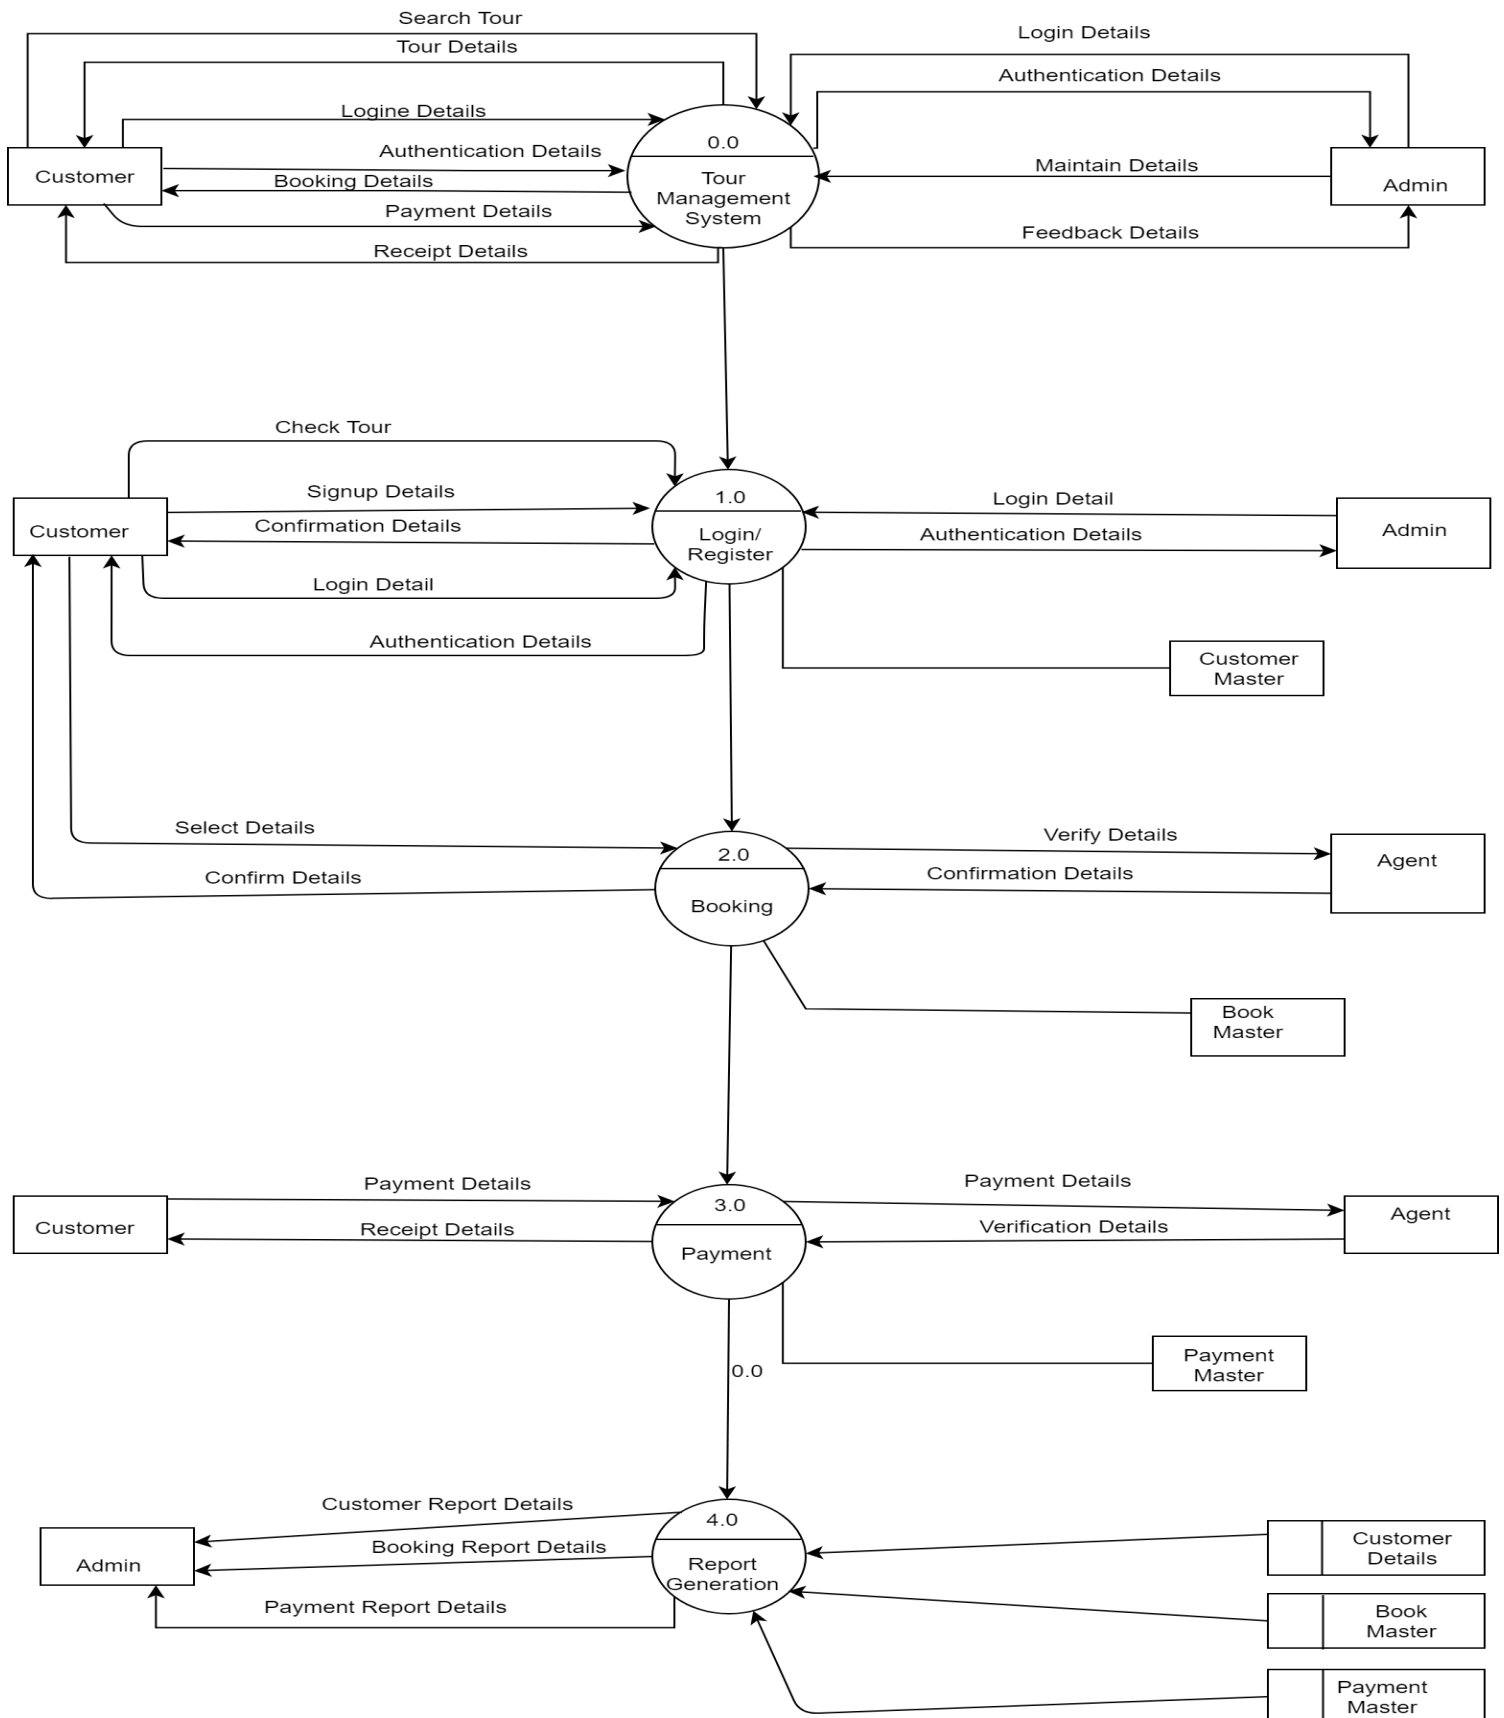 Search Tour
Login Details
Tour Details
Authentication Details
Logine Details
0.0
Authentication Details
Maintain Details
Customer
Booking Details
Tour
Management
System
Admin
Payment Details
Feedback Details
Receipt Details
Check Tour
Signup Details
1.0
Login Detail
Customer
Confirmation Details
Login/
Register
Authentication Details
Admin
Login Detail
Authentication Details
Customer
Master
Select Details
2.0
Verify Details
Agent
Confirm Details
Confirmation Details
Booking
Book
Master
Payment Details
Payment Details
3.0
Customer
Receipt Details
Verification Details
Agent
Payment
Payment
Master
0.0
Customer Report Details
4.0
Customer
Details
Admin
Booking Report Details
Report
Generation
Payment Report Details
Book
Master
Payment
Master